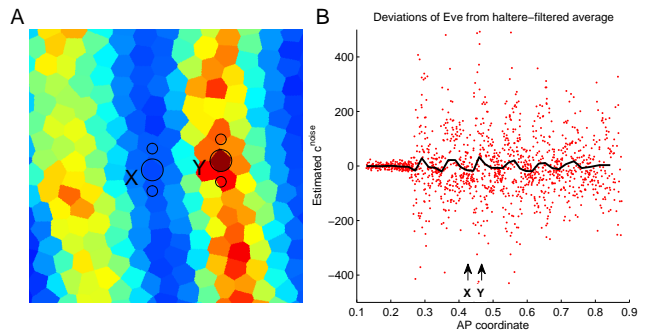 A
X
Y
B
Deviations of Eve from haltere−filtered average
Estimated c^noise
500
400
200
0
−200
−400
X Y
0.1 0.2 0.3 0.4 0.5 0.6 0.7 0.8 0.9
AP coordinate